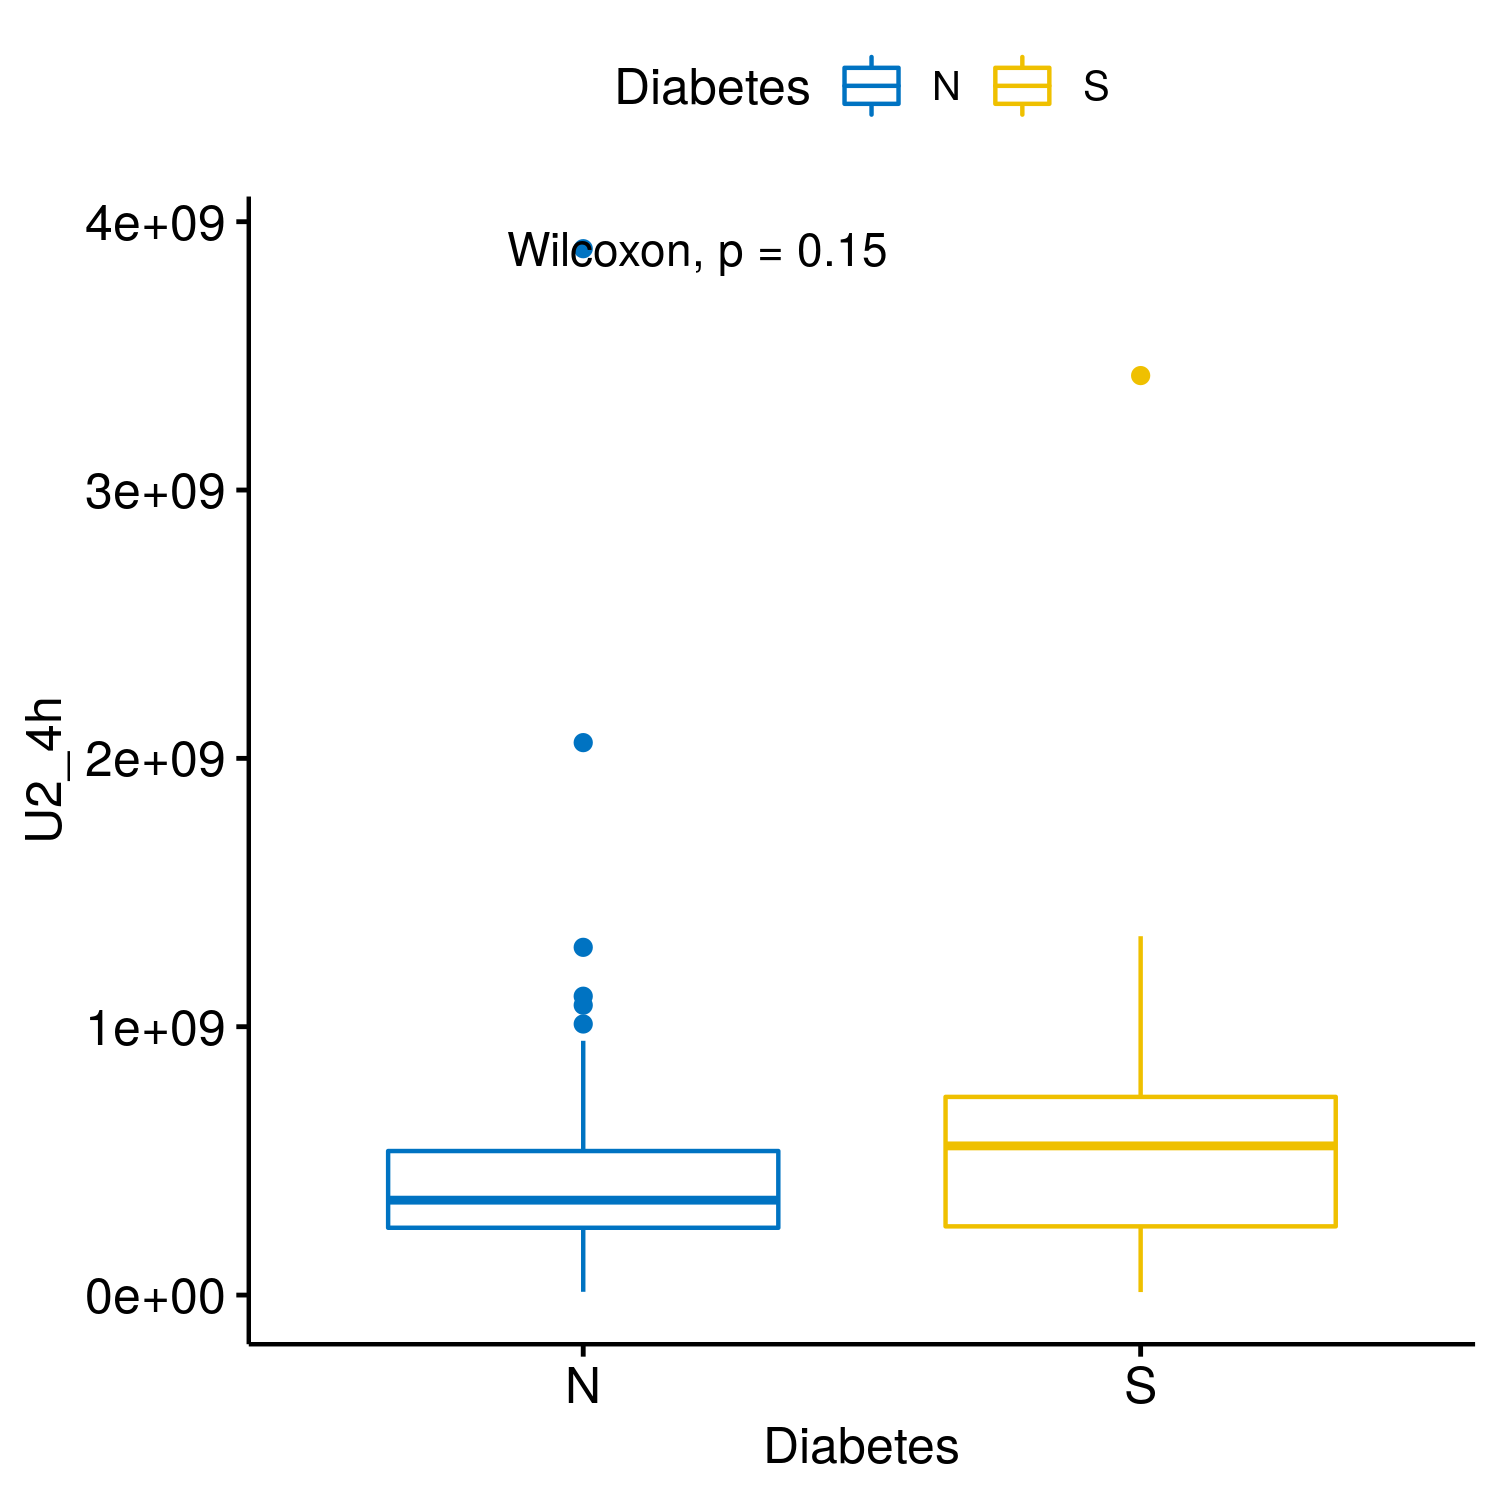 Diabetes N S
4e+09
Wilcoxon, p = 0.15
3e+09
2e+09
1e+09
0e+00
U2_4h
N S
Diabetes